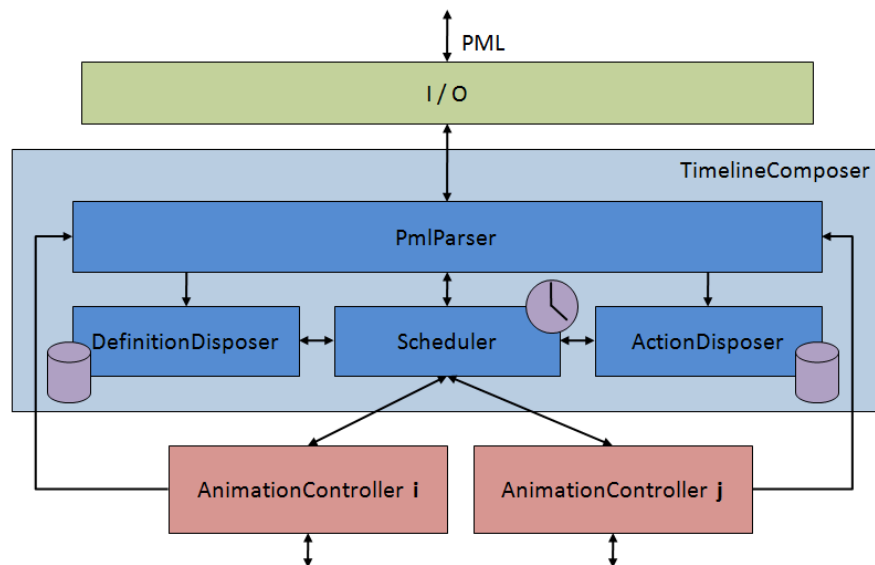 PML
I / O
TimelineComposer
PmlParser
DefinitionDisposer
Scheduler
ActionDisposer
AnimationController i
AnimationController j